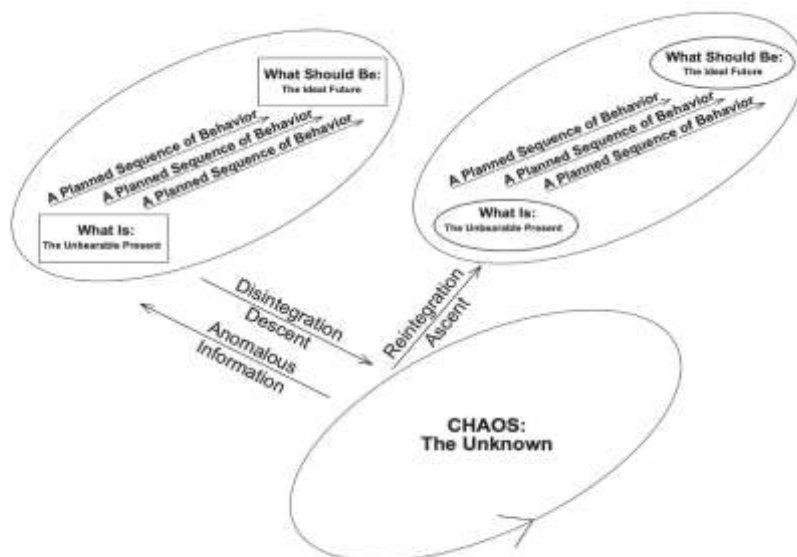 What Should Be:
The Ideal Future
A Planned Sequence of Behavior
A Planned Sequence of Behavior
A Planned Sequence of Behavior
What Is:
The Unbearable Present
What Should Be:
The Ideal Future
A Planned Sequence of Behavior
A Planned Sequence of Behavior
A Planned Sequence of Behavior
What Is:
The Unbearable Present
Disintegration
Descent
Anomalous
Information
Reintegration
Ascent
CHAOS:
The Unknown